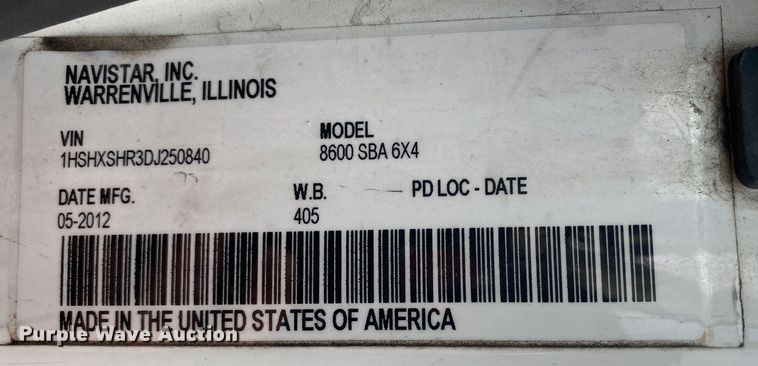 NAVISTAR, INC.
WARRENVILLE, ILLINOIS
VIN MODEL
1HSHXSHR3DJ250840 8600 SBA 6X4
DATE MFG. W.B. PD LOC - DATE
05-2012 405
MADE IN THE UNITED STATES OF AMERICA
Purple Wave Auction